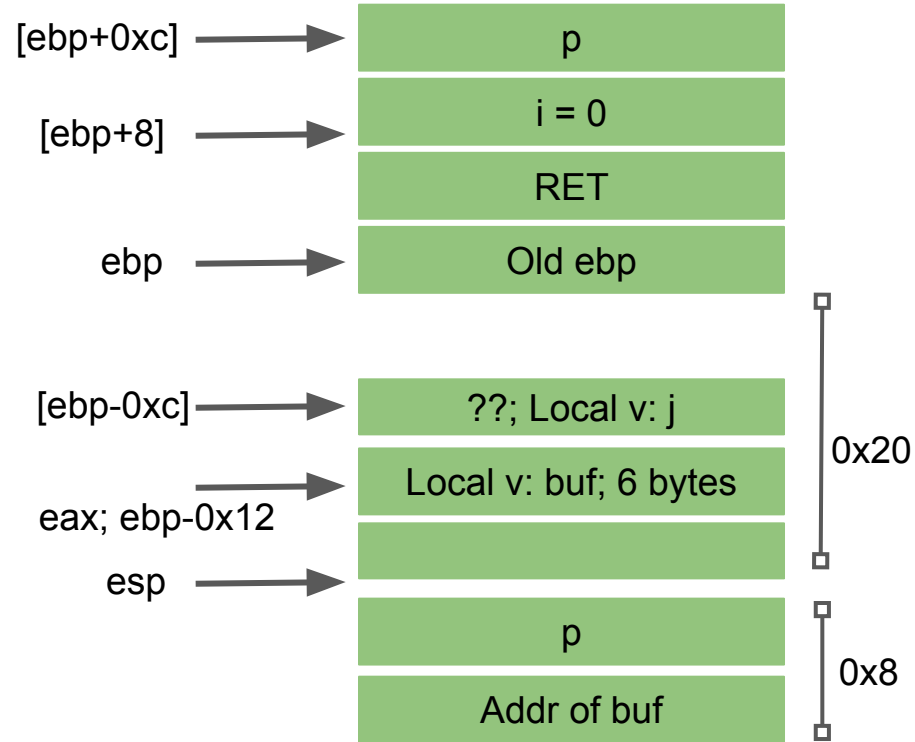 [ebp+0xc]
p
[ebp+8]
i = 0
RET
ebp
Old ebp
[ebp-0xc]
??; Local v: j
0x20
Local v: buf; 6 bytes
eax; ebp-0x12
esp
p
0x8
Addr of buf